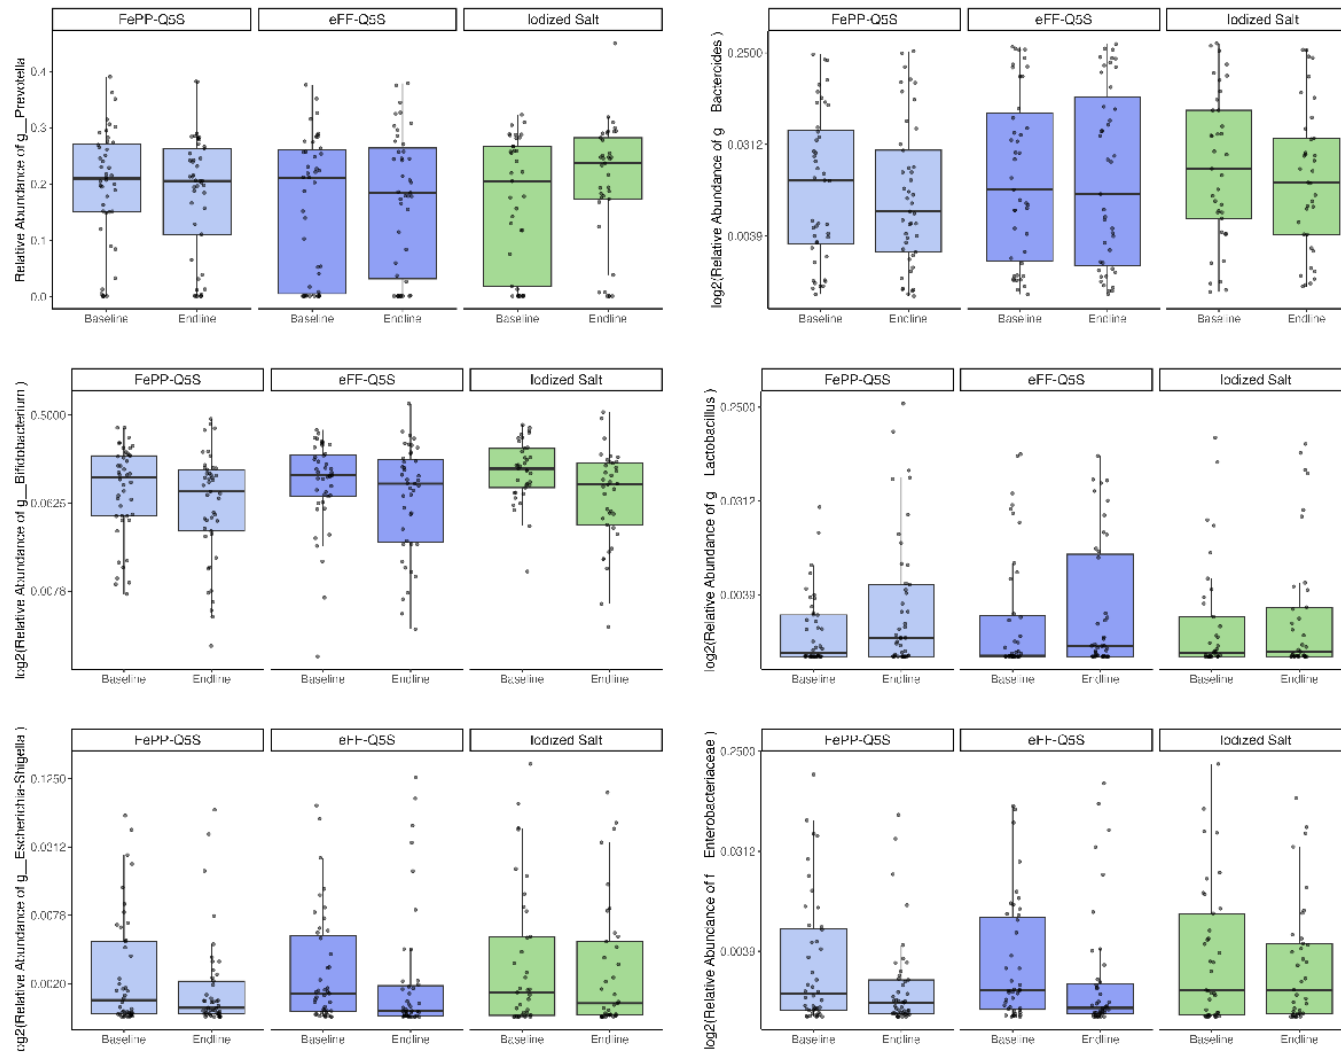 FePP-Q5S eFF-Q5S Iodized Salt
Relative Abundance of g__Prevotella
0.4
0.3
0.2
0.1
0.0
Baseline Endline Baseline Endline Baseline Endline
FePP-Q5S eFF-Q5S Iodized Salt
log2(Relative Abundance of g Bacteroides )
0.2500
0.0312
0.0039
Baseline Endline Baseline Endline Baseline Endline
FePP-Q5S eFF-Q5S Iodized Salt
log2(Relative Abundance of g__Bifidobacterium )
0.5000
0.0625
0.0078
Baseline Endline Baseline Endline Baseline Endline
FePP-Q5S eFF-Q5S Iodized Salt
log2(Relative Abundance of g Lactobacillus )
0.2500
0.0312
0.0039
Baseline Endline Baseline Endline Baseline Endline
FePP-Q5S eFF-Q5S Iodized Salt
og2(Relative Abundance of g__Escherichia-Shigella )
0.1250
0.0312
0.0078
0.0020
Baseline Endline Baseline Endline Baseline Endline
FePP-Q5S eFF-Q5S Iodized Salt
log2(Relative Abundance of f Enterobacteriaceae )
0.2500
0.0312
0.0039
Baseline Endline Baseline Endline Baseline Endline